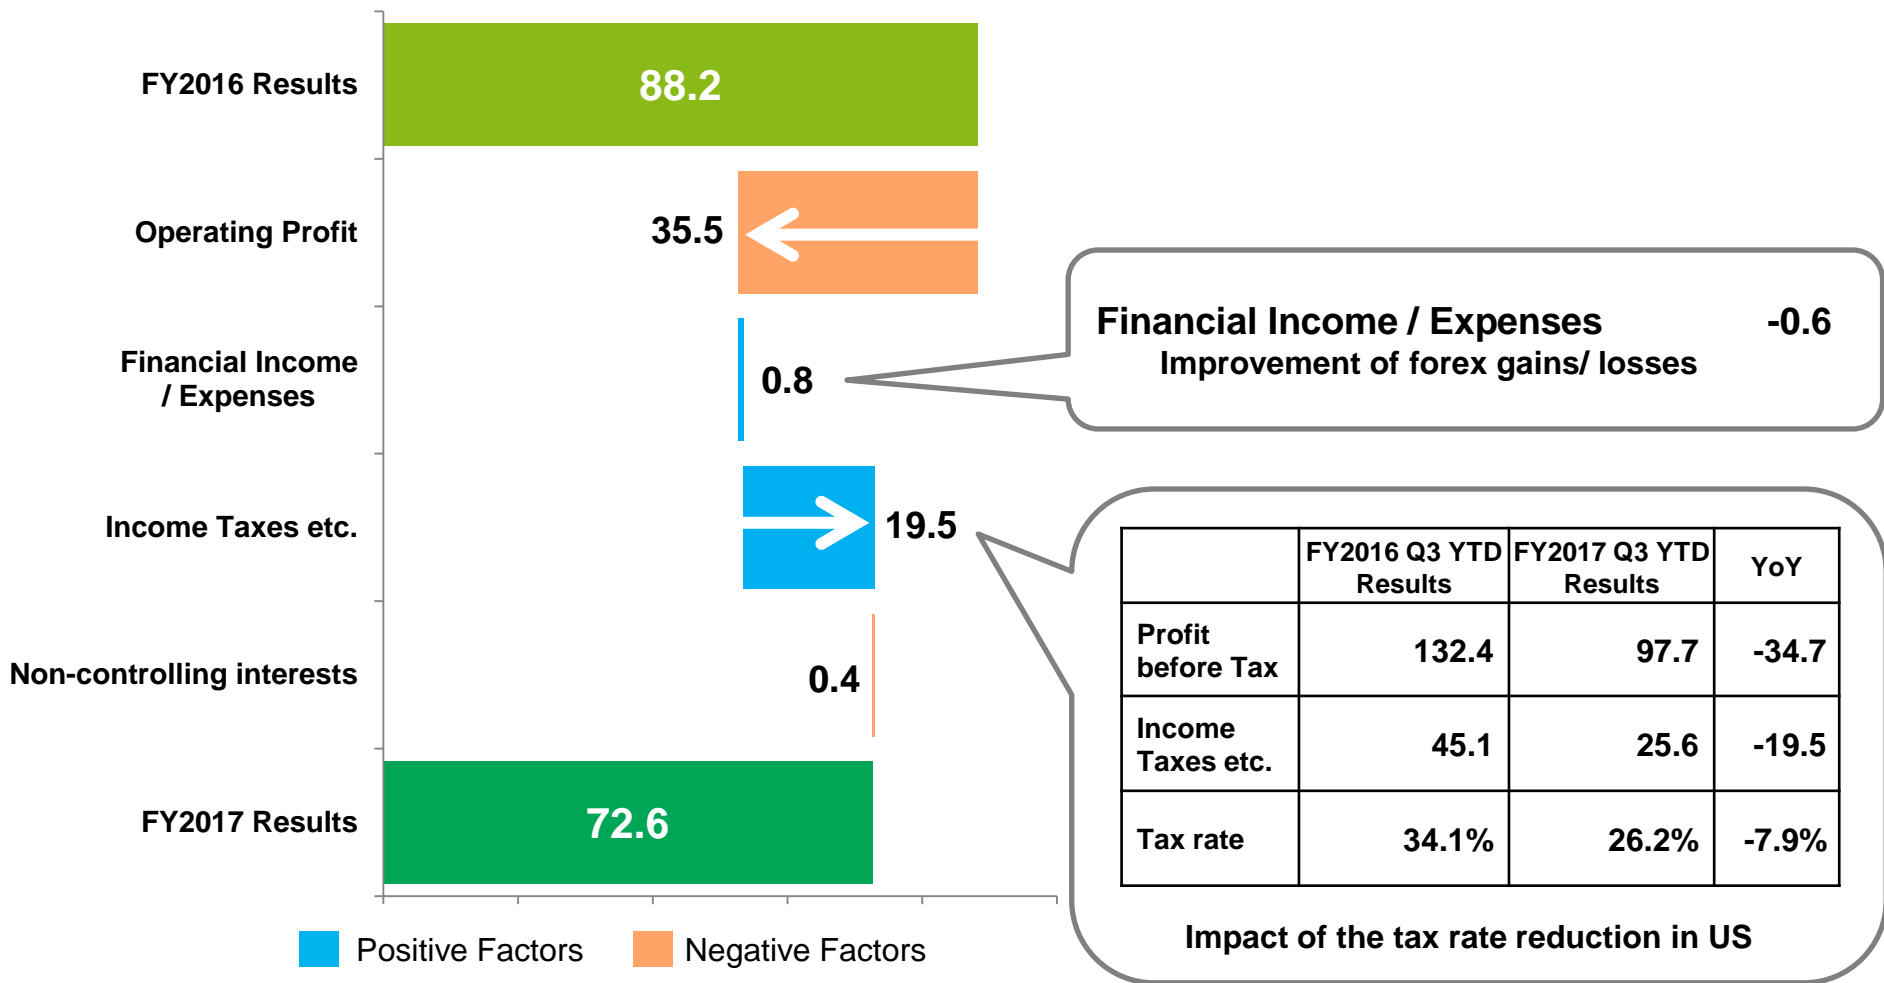 FY2016 Results
88.2
Operating Profit
35.5
Financial Income
/ Expenses
0.8
Financial Income / Expenses -0.6
Improvement of forex gains/ losses
Income Taxes etc.
19.5
Non-controlling interests
0.4
FY2017 Results
72.6
Positive Factors
Negative Factors
FY2016 Q3 YTD FY2017 Q3 YTD YoY
Results Results
Profit
before Tax 132.4 97.7 -34.7
Income
Taxes etc. 45.1 25.6 -19.5
Tax rate 34.1% 26.2% -7.9%
Impact of the tax rate reduction in US